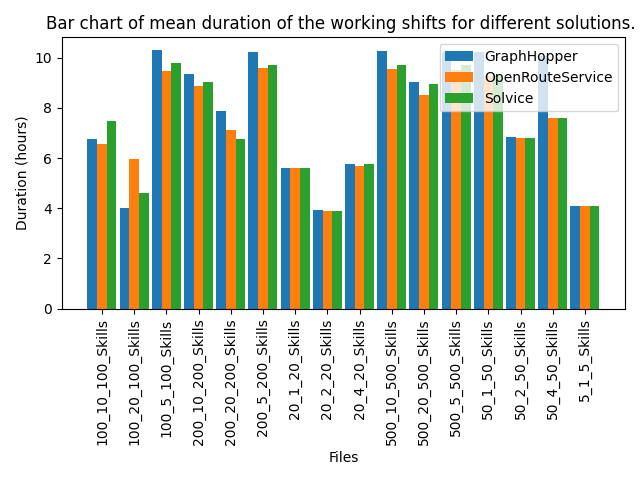 Bar chart of mean duration of the working shifts for different solutions.
GraphHopper
OpenRouteService
Solvice
Duration (hours)
10
8
6
4
2
0
100_10_100_Skills
100_20_100_Skills
100_5_100_Skills
200_10_200_Skills
200_20_200_Skills
200_5_200_Skills
20_1_20_Skills
20_2_20_Skills
20_4_20_Skills
500_10_500_Skills
500_20_500_Skills
500_5_500_Skills
50_1_50_Skills
50_2_50_Skills
50_4_50_Skills
5_1_5_Skills
Files